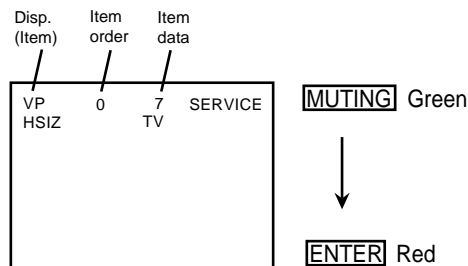 Disp. Item Item
(Item) order data
VP 0 7 SERVICE
HSIZ TV
MUTING Green
ENTER Red